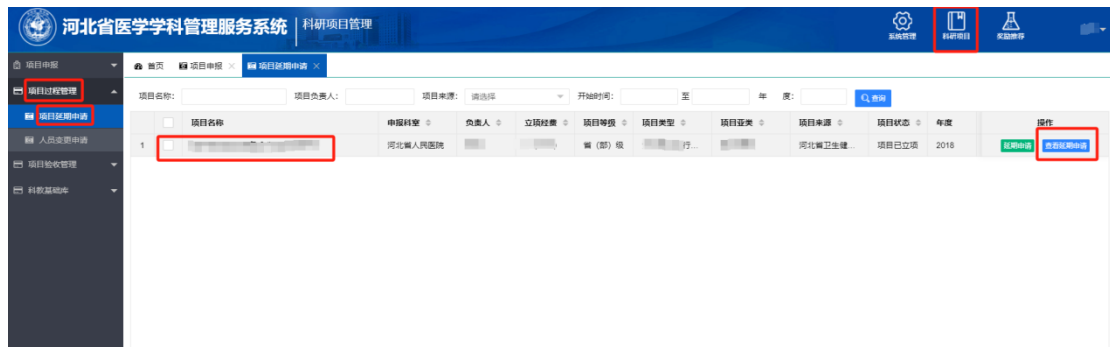 河北省医学学科管理服务系统 科研项目管理
系统管理 科研项目 奖励推荐
项目申报
首页 项目申报 项目延期申请
项目过程管理
项目名称: 项目负责人: 项目来源: 请选择 开始时间: 至 年 度: 查询
项目延期申请
项目名称 申报科室 负责人 立项经费 项目等级 项目类型 项目亚类 项目来源 项目状态 年度 操作
人员变更申请
1 河北省人民医院 省（部）级 行... 河北省卫生健... 项目已立项 2018 延期申请 查看延期申请
项目验收管理
科教基础库